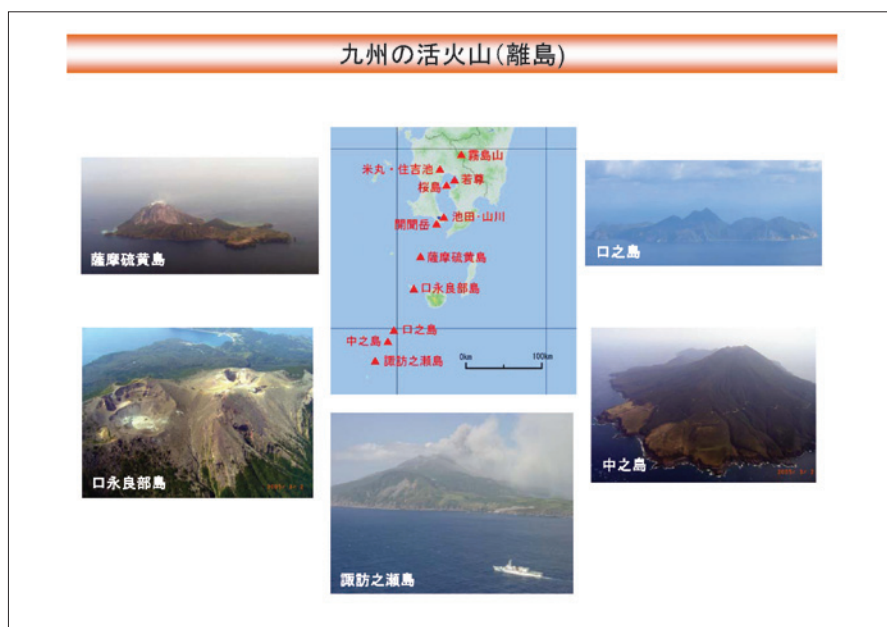 九州の活火山(離島)
薩摩硫黄島
霧島山
米丸・住吉池
若尊
桜島
池田・山川
開聞岳
薩摩硫黄島
口永良部島
口之島
中之島
諏訪之瀬島
0km
100km
口之島
口永良部島
諏訪之瀬島
中之島